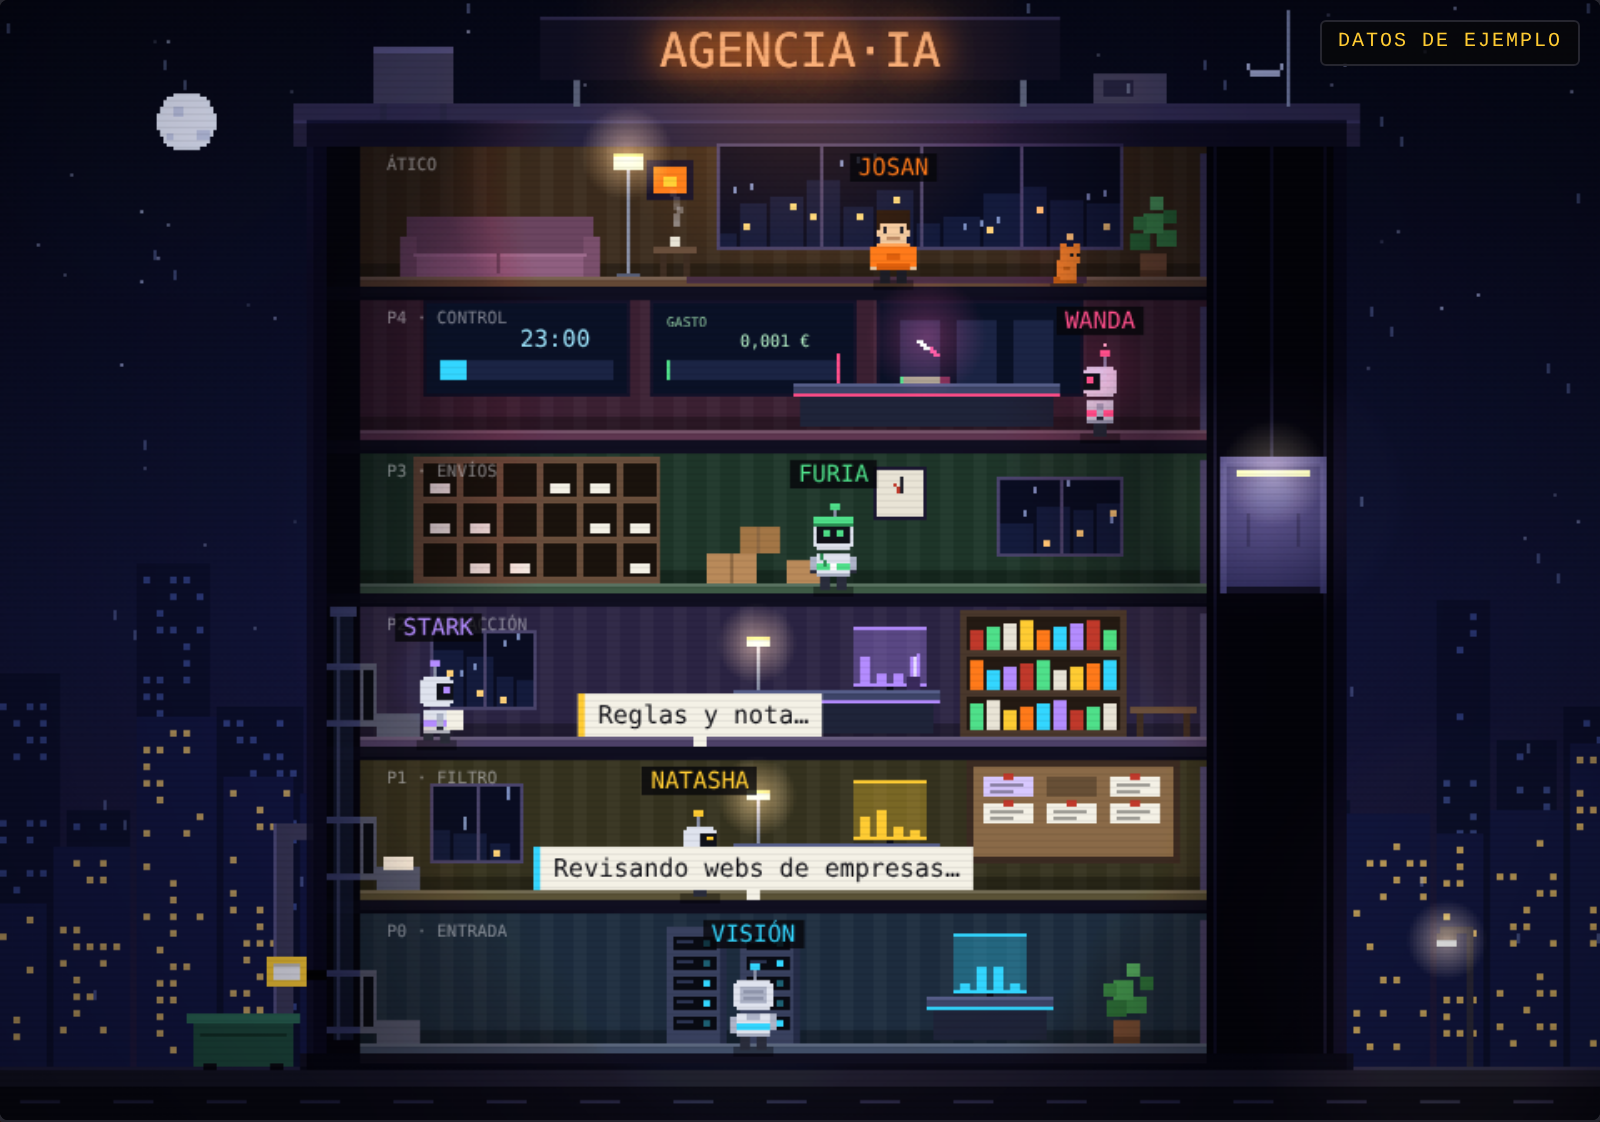 AGENCIA·IA
DATOS DE EJEMPLO
ÁTICO
JOSAN
P4 · CONTROL
23:00
GASTO
0,001 €
WANDA
P3 · ENVÍOS
FURIA
STARK
Reglas y nota…
P1 · FILTRO
NATASHA
Revisando webs de empresas…
P0 · ENTRADA
VISIÓN